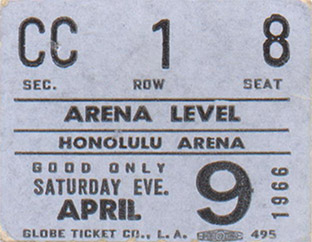 CC 1 8
SEC. ROW SEAT
ARENA LEVEL
HONOLULU ARENA
GOOD ONLY
SATURDAY EVE.
APRIL 9 1966
GLOBE TICKET CO., L. A. 495